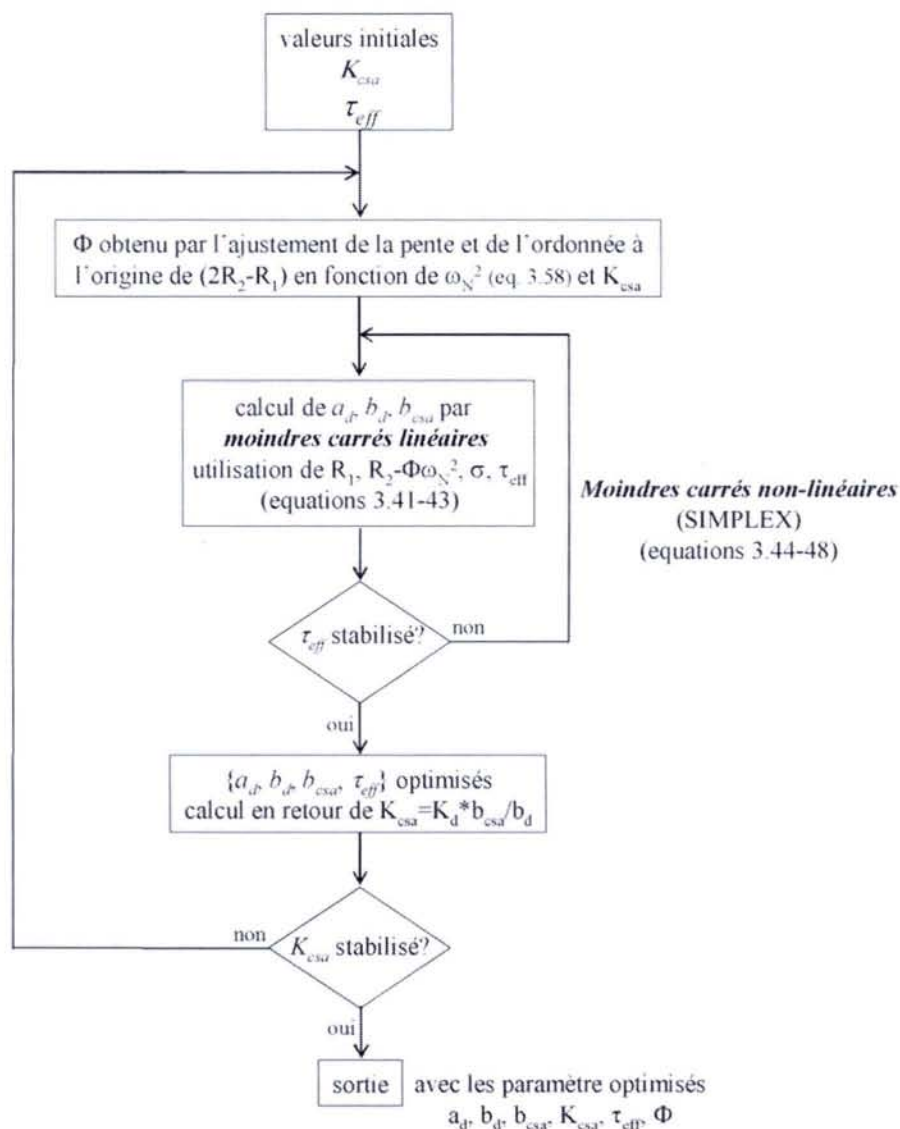 valeurs initiales
K_csa
τ_eff
Φ obtenu par l'ajustement de la pente et de l'ordonnée à
l'origine de (2R₂-R₁) en fonction de ω_N² (eq. 3.58) et K_csa
calcul de a_d, b_d, b_csa par
moindres carrés linéaires
utilisation de R₁, R₂-Φω_N², σ, τ_eff
(equations 3.41-43)
Moindres carrés non-linéaires
(SIMPLEX)
(equations 3.44-48)
τ_eff stabilisé?
non
oui
{a_d, b_d, b_csa, τ_eff} optimisés
calcul en retour de K_csa=K_d*b_csa/b_d
non
K_csa stabilisé?
oui
sortie
avec les paramètre optimisés
a_d, b_d, b_csa, K_csa, τ_eff, Φ